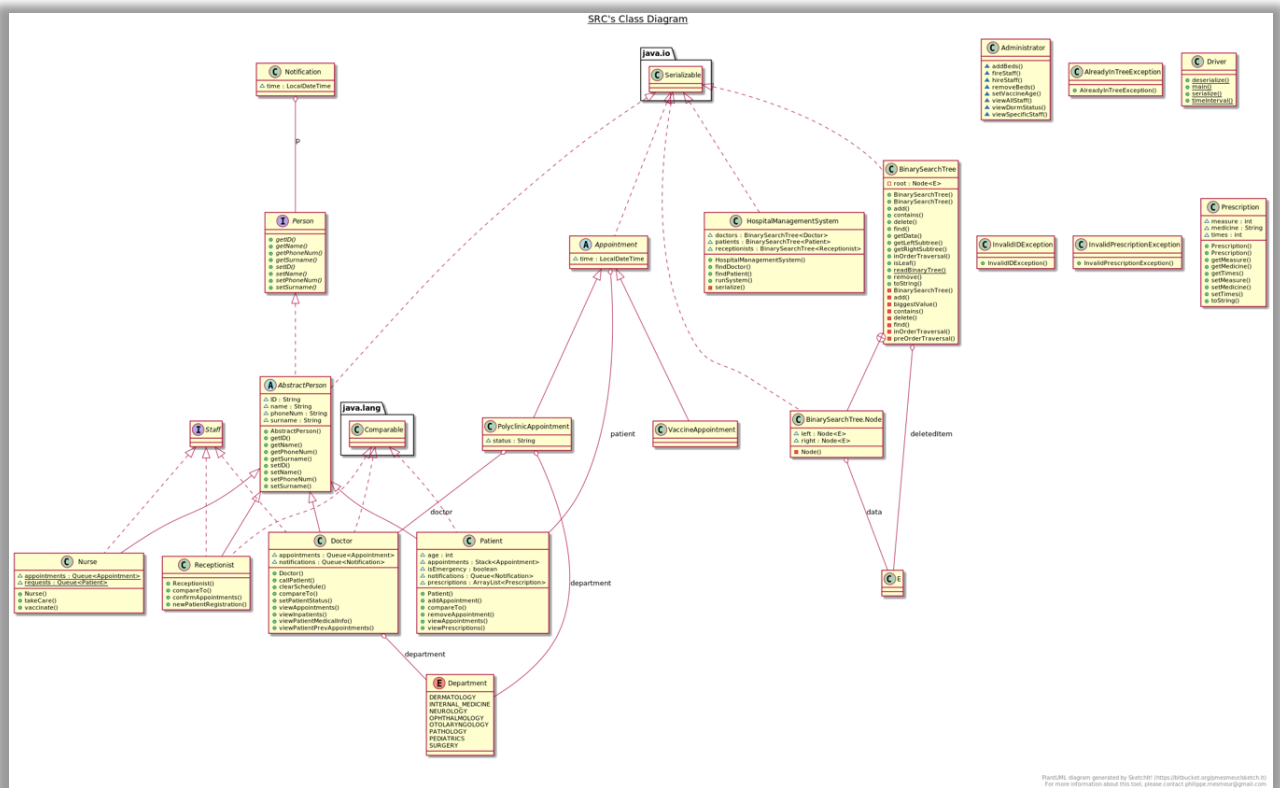 SRC's Class Diagram
java.io
C Serializable
C Notification
time : LocalDateTime
p
C Administrator
addBeds()
fireStaff()
hireStaff()
removeBeds()
setVaccineAge()
viewAllStaff()
viewDormStatus()
viewSpecificStaff()
C AlreadyInTreeException
AlreadyInTreeException()
C Driver
deserialize()
main()
serialize()
timeInterval()
C BinarySearchTree
root : Node<E>
BinarySearchTree()
BinarySearchTree()
add()
contains()
delete()
find()
getData()
getLeftSubtree()
getRightSubtree()
inOrderTraversal()
isLeaf()
readBinaryTree()
remove()
toString()
BinarySearchTree()
add()
biggestValue()
contains()
delete()
find()
inOrderTraversal()
preOrderTraversal()
I Person
getID()
getName()
getPhoneNum()
getSurname()
setID()
setName()
setPhoneNum()
setSurname()
A Appointment
time : LocalDateTime
C HospitalManagementSystem
doctors : BinarySearchTree<Doctor>
patients : BinarySearchTree<Patient>
receptionists : BinarySearchTree<Receptionist>
HospitalManagementSystem()
findDoctor()
findPatient()
runSystem()
serialize()
C InvalidIDException
InvalidIDException()
C InvalidPrescriptionException
InvalidPrescriptionException()
C Prescription
measure : int
medicine : String
times : int
Prescription()
Prescription()
getMeasure()
getMedicine()
getTimes()
setMeasure()
setMedicine()
setTimes()
toString()
A AbstractPerson
ID : String
name : String
phoneNum : String
surname : String
AbstractPerson()
getID()
getName()
getPhoneNum()
getSurname()
setID()
setName()
setPhoneNum()
setSurname()
I Staff
java.lang
C Comparable
C PolyclinicAppointment
status : String
patient
C VaccineAppointment
C BinarySearchTree.Node
left : Node<E>
right : Node<E>
Node()
deletedItem
doctor
data
C Nurse
appointments : Queue<Appointment>
requests : Queue<Patient>
Nurse()
takeCare()
vaccinate()
C Receptionist
Receptionist()
compareTo()
confirmAppointments()
newPatientRegistration()
C Doctor
appointments : Queue<Appointment>
notifications : Queue<Notification>
Doctor()
callPatient()
clearSchedule()
compareTo()
setPatientStatus()
viewAppointments()
viewInpatients()
viewPatientMedicalInfo()
viewPatientPrevAppointments()
C Patient
age : int
appointments : Stack<Appointment>
isEmergency : boolean
notifications : Queue<Notification>
prescriptions : ArrayList<Prescription>
Patient()
addAppointment()
compareTo()
removeAppointment()
viewAppointments()
viewPrescriptions()
department
C E
department
E Department
DERMATOLOGY
INTERNAL_MEDICINE
NEUROLOGY
OPHTHALMOLOGY
OTOLARYNGOLOGY
PATHOLOGY
PEDIATRICS
SURGERY
PlantUML diagram generated by SketchIt! (https://bitbucket.org/pmesmeur/sketch.it)
For more information about this tool, please contact philippe.mesmeur@gmail.com